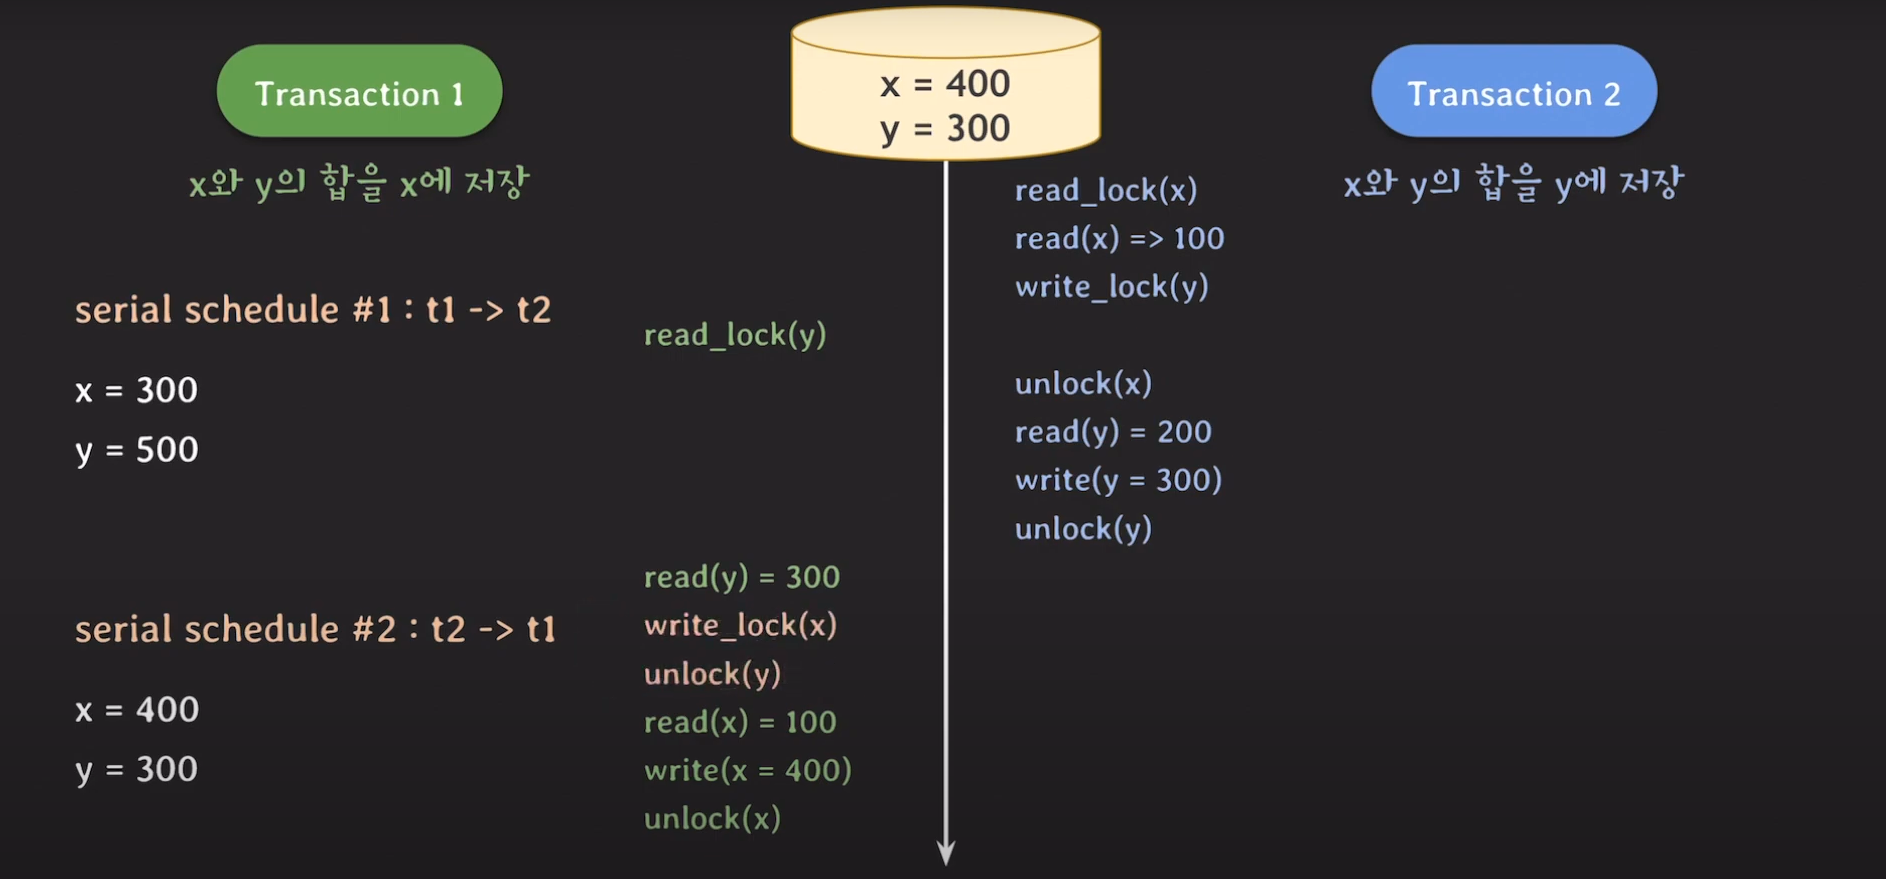 Transaction 1
x와 y의 합을 x에 저장
x = 400
y = 300
Transaction 2
x와 y의 합을 y에 저장
serial schedule #1 : t1 -> t2
x = 300
y = 500
serial schedule #2 : t2 -> t1
x = 400
y = 300
read_lock(x)
read(x) => 100
write_lock(y)
read_lock(y)
unlock(x)
read(y) = 200
write(y = 300)
unlock(y)
read(y) = 300
write_lock(x)
unlock(y)
read(x) = 100
write(x = 400)
unlock(x)